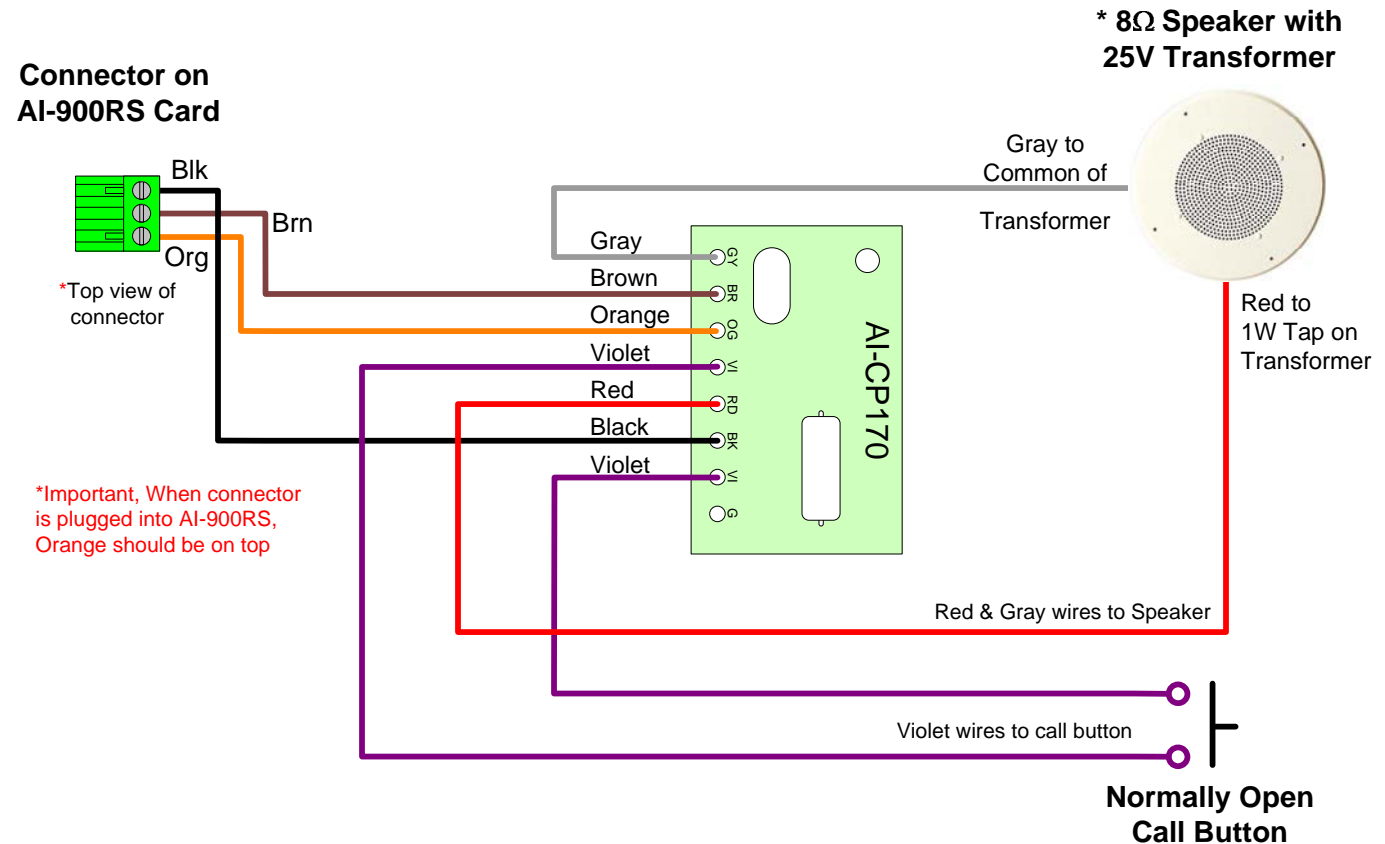 * 8Ω Speaker with
25V Transformer
Connector on
AI-900RS Card
Blk
Brn
Org
*Top view of
connector
Gray to
Common of
Transformer
Gray
Brown
Orange
Violet
Red
Black
Violet
GY
BR
OG
VI
RD
BK
VI
G
AI-CP170
Red to
1W Tap on
Transformer
*Important, When connector
is plugged into AI-900RS,
Orange should be on top
Red & Gray wires to Speaker
Violet wires to call button
Normally Open
Call Button